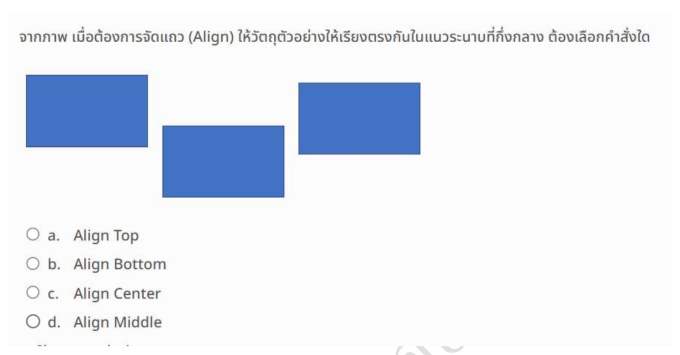 จากภาพ เมื่อต้องการจัดแถว (Align) ให้วัตถุตัวอย่างให้เรียงตรงกันในแนวระนาบที่กึ่งกลาง ต้องเลือกคำสั่งใด
a. Align Top
b. Align Bottom
c. Align Center
d. Align Middle